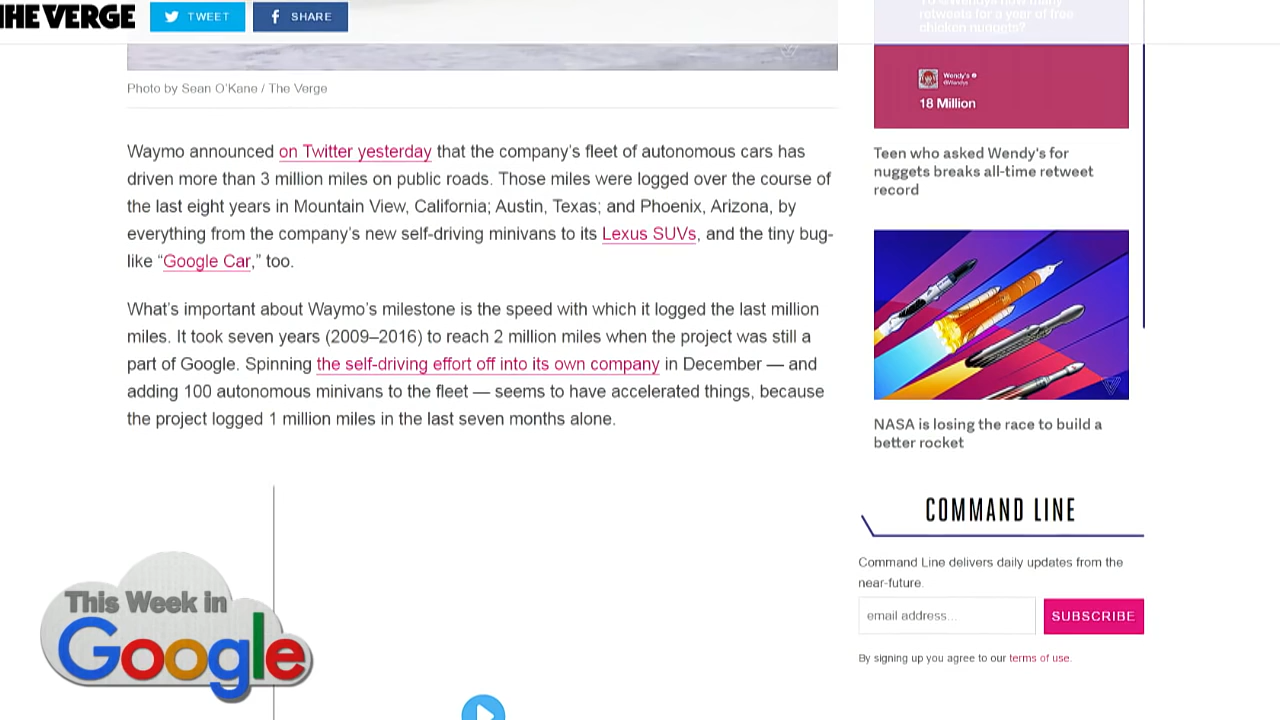 THE VERGE
TWEET
SHARE
Photo by Sean O'Kane / The Verge
Waymo announced on Twitter yesterday that the company's fleet of autonomous cars has
driven more than 3 million miles on public roads. Those miles were logged over the course of
the last eight years in Mountain View, California; Austin, Texas; and Phoenix, Arizona, by
everything from the company's new self-driving minivans to its Lexus SUVs, and the tiny bug-
like “Google Car,” too.
What's important about Waymo's milestone is the speed with which it logged the last million
miles. It took seven years (2009–2016) to reach 2 million miles when the project was still a
part of Google. Spinning the self-driving effort off into its own company in December — and
adding 100 autonomous minivans to the fleet — seems to have accelerated things, because
the project logged 1 million miles in the last seven months alone.
retweets for a year of free
chicken nuggets?
Wendy's
@Wendys
18 Million
Teen who asked Wendy's for
nuggets breaks all-time retweet
record
NASA is losing the race to build a
better rocket
COMMAND LINE
Command Line delivers daily updates from the
near-future.
email address...
SUBSCRIBE
By signing up you agree to our terms of use.
This Week in
Google